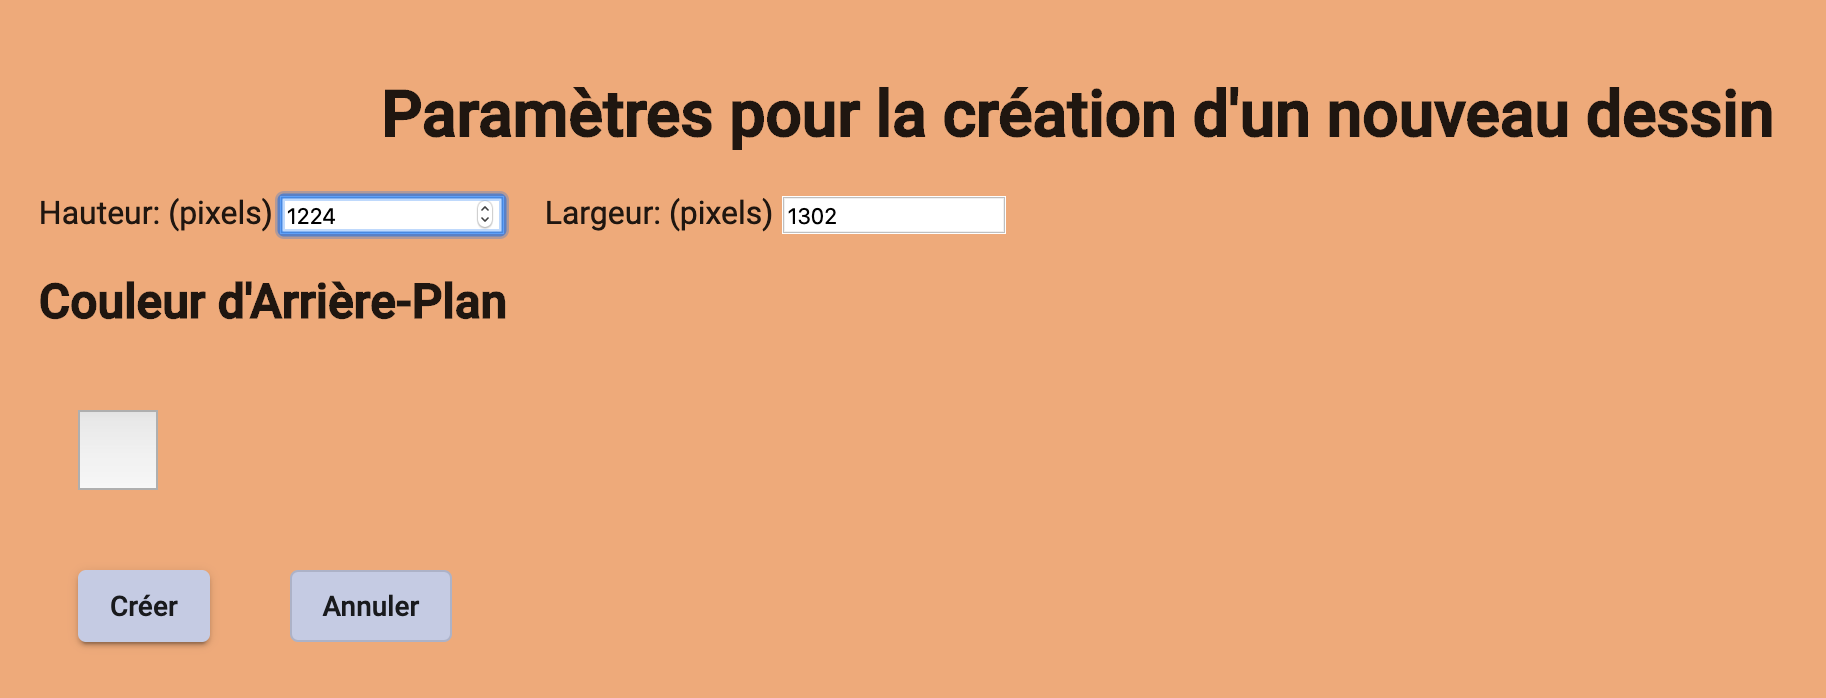 Paramètres pour la création d'un nouveau dessin
Hauteur: (pixels) 1224 Largeur: (pixels) 1302
Couleur d'Arrière-Plan
Créer Annuler